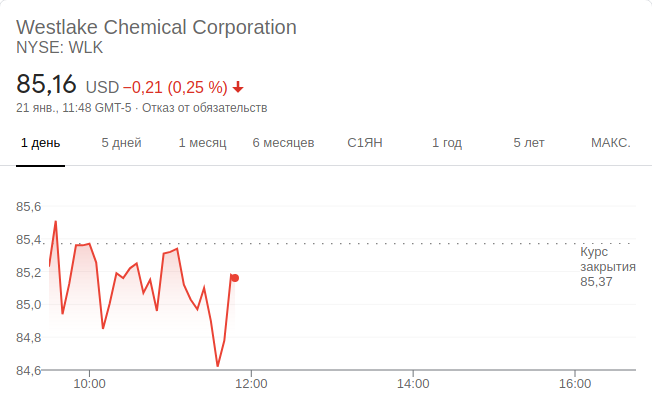 Westlake Chemical Corporation
NYSE: WLK
85,16 USD −0,21 (0,25 %)
21 янв., 11:48 GMT-5 · Отказ от обязательств
1 день 5 дней 1 месяц 6 месяцев С1ЯН 1 год 5 лет МАКС.
85,6
85,4
Курс
закрытия
85,37
85,2
85,0
84,8
84,6
10:00 12:00 14:00 16:00